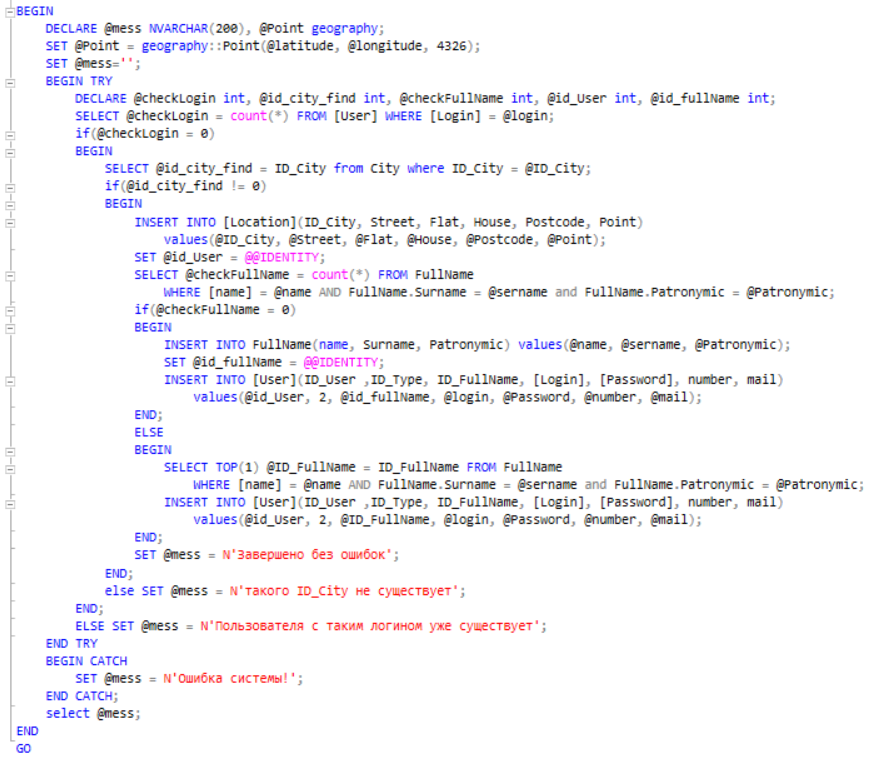 BEGIN
DECLARE @mess NVARCHAR(200), @Point geography;
SET @Point = geography::Point(@latitude, @longitude, 4326);
SET @mess='';
BEGIN TRY
DECLARE @checkLogin int, @id_city_find int, @checkFullName int, @id_User int, @id_fullName int;
SELECT @checkLogin = count(*) FROM [User] WHERE [Login] = @login;
if(@checkLogin = 0)
BEGIN
SELECT @id_city_find = ID_City from City where ID_City = @ID_City;
if(@id_city_find != 0)
BEGIN
INSERT INTO [Location](ID_City, Street, Flat, House, Postcode, Point)
values(@ID_City, @Street, @Flat, @House, @Postcode, @Point);
SET @id_User = @@IDENTITY;
SELECT @checkFullName = count(*) FROM FullName
WHERE [name] = @name AND FullName.Surname = @sername and FullName.Patronymic = @Patronymic;
if(@checkFullName = 0)
BEGIN
INSERT INTO FullName(name, Surname, Patronymic) values(@name, @sername, @Patronymic);
SET @id_fullName = @@IDENTITY;
INSERT INTO [User](ID_User ,ID_Type, ID_FullName, [Login], [Password], number, mail)
values(@id_User, 2, @id_fullName, @login, @Password, @number, @mail);
END;
ELSE
BEGIN
SELECT TOP(1) @ID_FullName = ID_FullName FROM FullName
WHERE [name] = @name AND FullName.Surname = @sername and FullName.Patronymic = @Patronymic;
INSERT INTO [User](ID_User ,ID_Type, ID_FullName, [Login], [Password], number, mail)
values(@id_User, 2, @ID_FullName, @login, @Password, @number, @mail);
END;
SET @mess = N'Завершено без ошибок';
END;
else SET @mess = N'такого ID_City не существует';
END;
ELSE SET @mess = N'Пользователя с таким логином уже существует';
END TRY
BEGIN CATCH
SET @mess = N'Ошибка системы!';
END CATCH;
select @mess;
END
GO